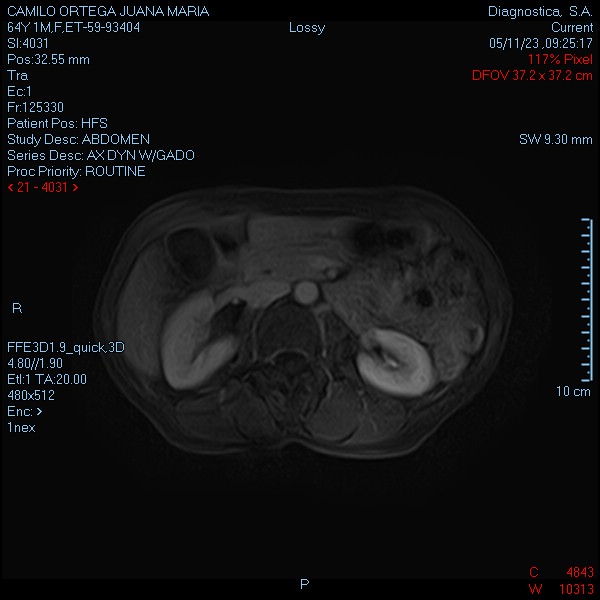 CAMILO ORTEGA JUANA MARIA
64Y 1M,F,ET-59-93404
SI:4031
Pos:32.55 mm
Tra
Ec:1
Fr:125330
Patient Pos: HFS
Study Desc: ABDOMEN
Series Desc: AX DYN W/GADO
Proc Priority: ROUTINE
< 21 - 4031 >
Lossy
Diagnostica, S.A.
Current
05/11/23 ,09:25:17
117% Pixel
DFOV 37.2 x 37.2 cm
SW 9.30 mm
R
FFE3D1.9_quick,3D
4.80//1.90
Etl:1 TA:20.00
480x512
Enc: >
1nex
10 cm
P
C 4843
W 10313